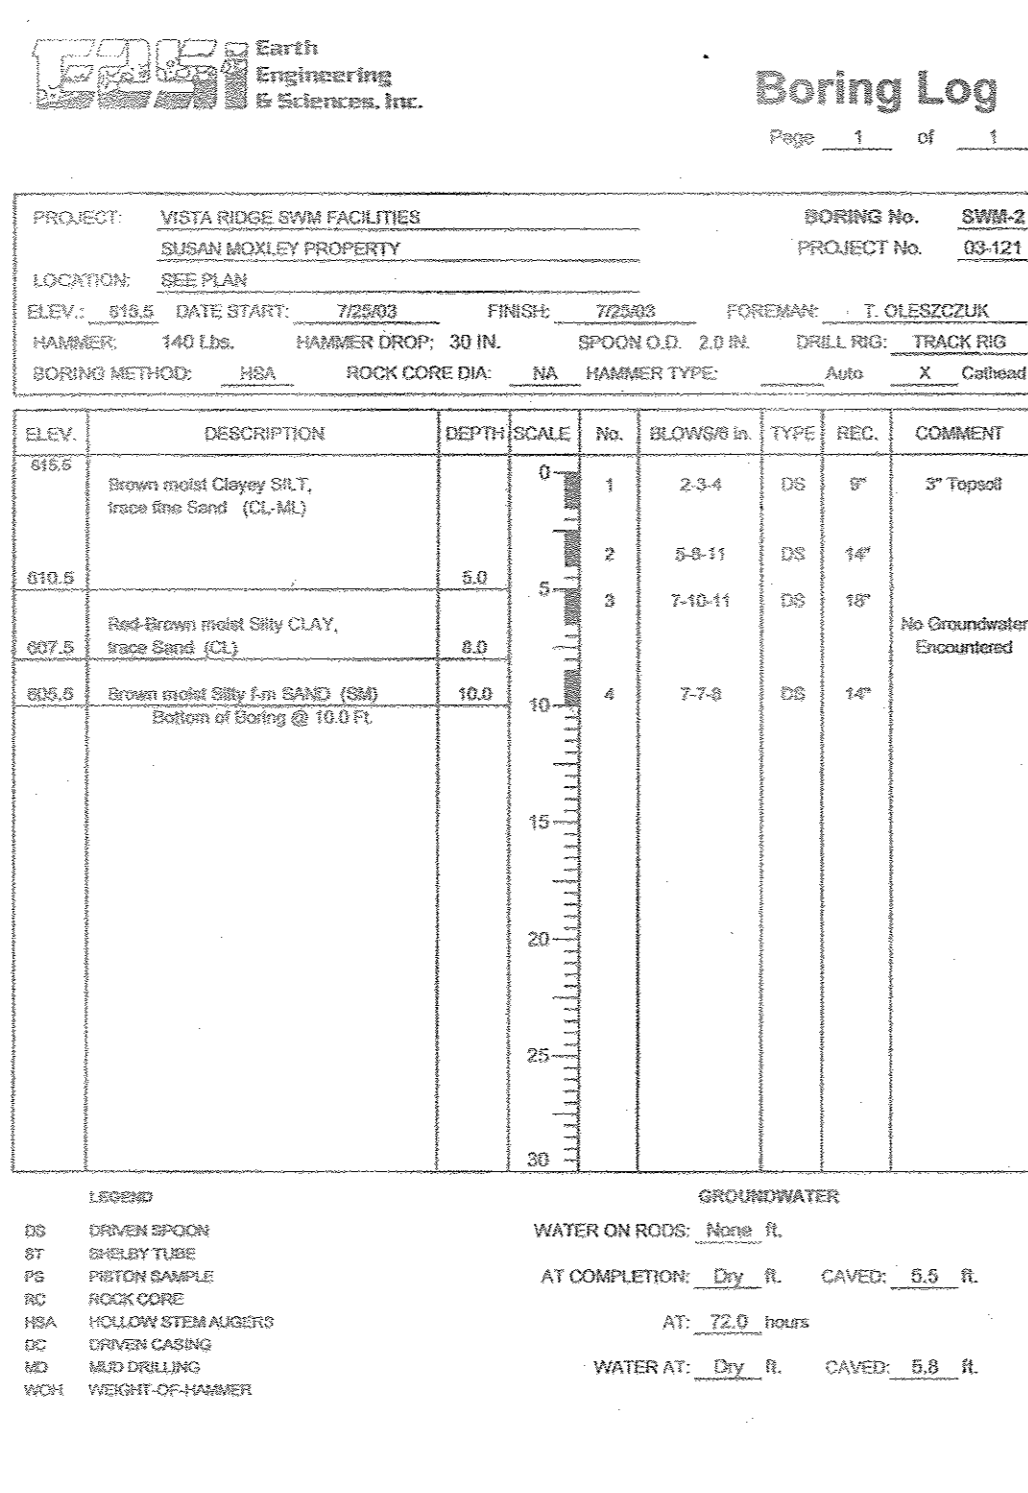 Earth
Engineering
& Sciences, Inc.
Boring Log
Page 1 of 1
PROJECT: VISTA RIDGE SWM FACILITIES BORING No. SWM-2
SUSAN MOXLEY PROPERTY PROJECT No. 03-121
LOCATION: SEE PLAN
ELEV.: 615.5 DATE START: 7/25/03 FINISH: 7/25/03 FOREMAN: T. OLESZCZUK
HAMMER: 140 Lbs. HAMMER DROP: 30 IN. SPOON O.D. 2.0 IN. DRILL RIG: TRACK RIG
BORING METHOD: HSA ROCK CORE DIA: NA HAMMER TYPE: Auto X Cathead
ELEV. DESCRIPTION DEPTH SCALE No. BLOWS/6 in. TYPE REC. COMMENT
615.5
0
Brown moist Clayey SILT, 1 2-3-4 DS 9" 3" Topsoil
trace fine Sand (CL-ML)
2 5-8-11 DS 14"
610.5 5.0
5
3 7-10-11 DS 18"
Red-Brown moist Silty CLAY, No Groundwater
607.5 trace Sand (CL) 8.0 Encountered
605.5 Brown moist Silty f-m SAND (SM) 10.0 4 7-7-8 DS 14"
10
Bottom of Boring @ 10.0 Ft.
15
20
25
30
LEGEND GROUNDWATER
DS DRIVEN SPOON WATER ON RODS: None ft.
ST SHELBY TUBE
PS PISTON SAMPLE AT COMPLETION: Dry ft. CAVED: 5.5 ft.
RC ROCK CORE
HSA HOLLOW STEM AUGERS AT: 72.0 hours
DC DRIVEN CASING
MD MUD DRILLING WATER AT: Dry ft. CAVED: 5.8 ft.
WOH WEIGHT-OF-HAMMER